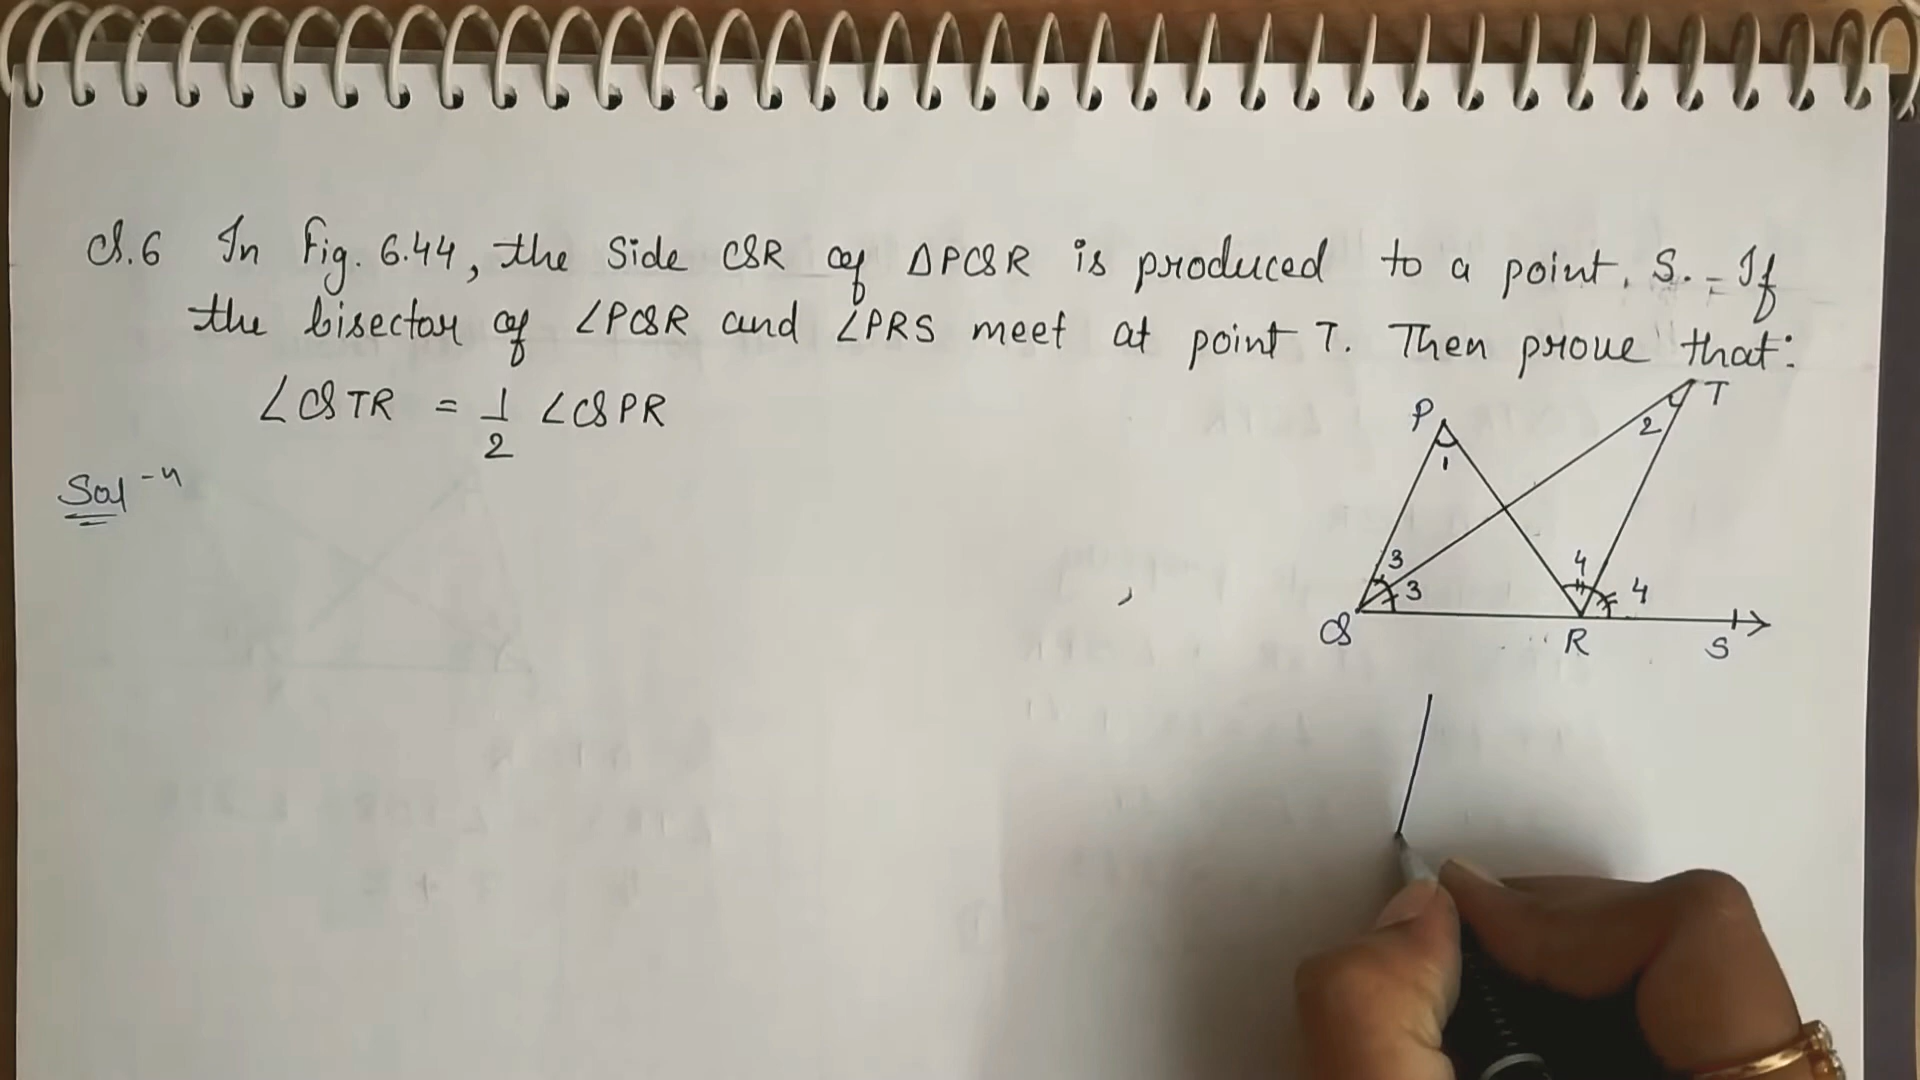 Q.6 In Fig. 6.44, the Side QR of ΔPQR is produced to a point. S. - If
the bisector of ∠PQR and ∠PRS meet at point T. Then prove that:
∠QTR = 1/2 ∠QPR
Sol-n
P
T
1
2
3
3
4
4
Q
R
S